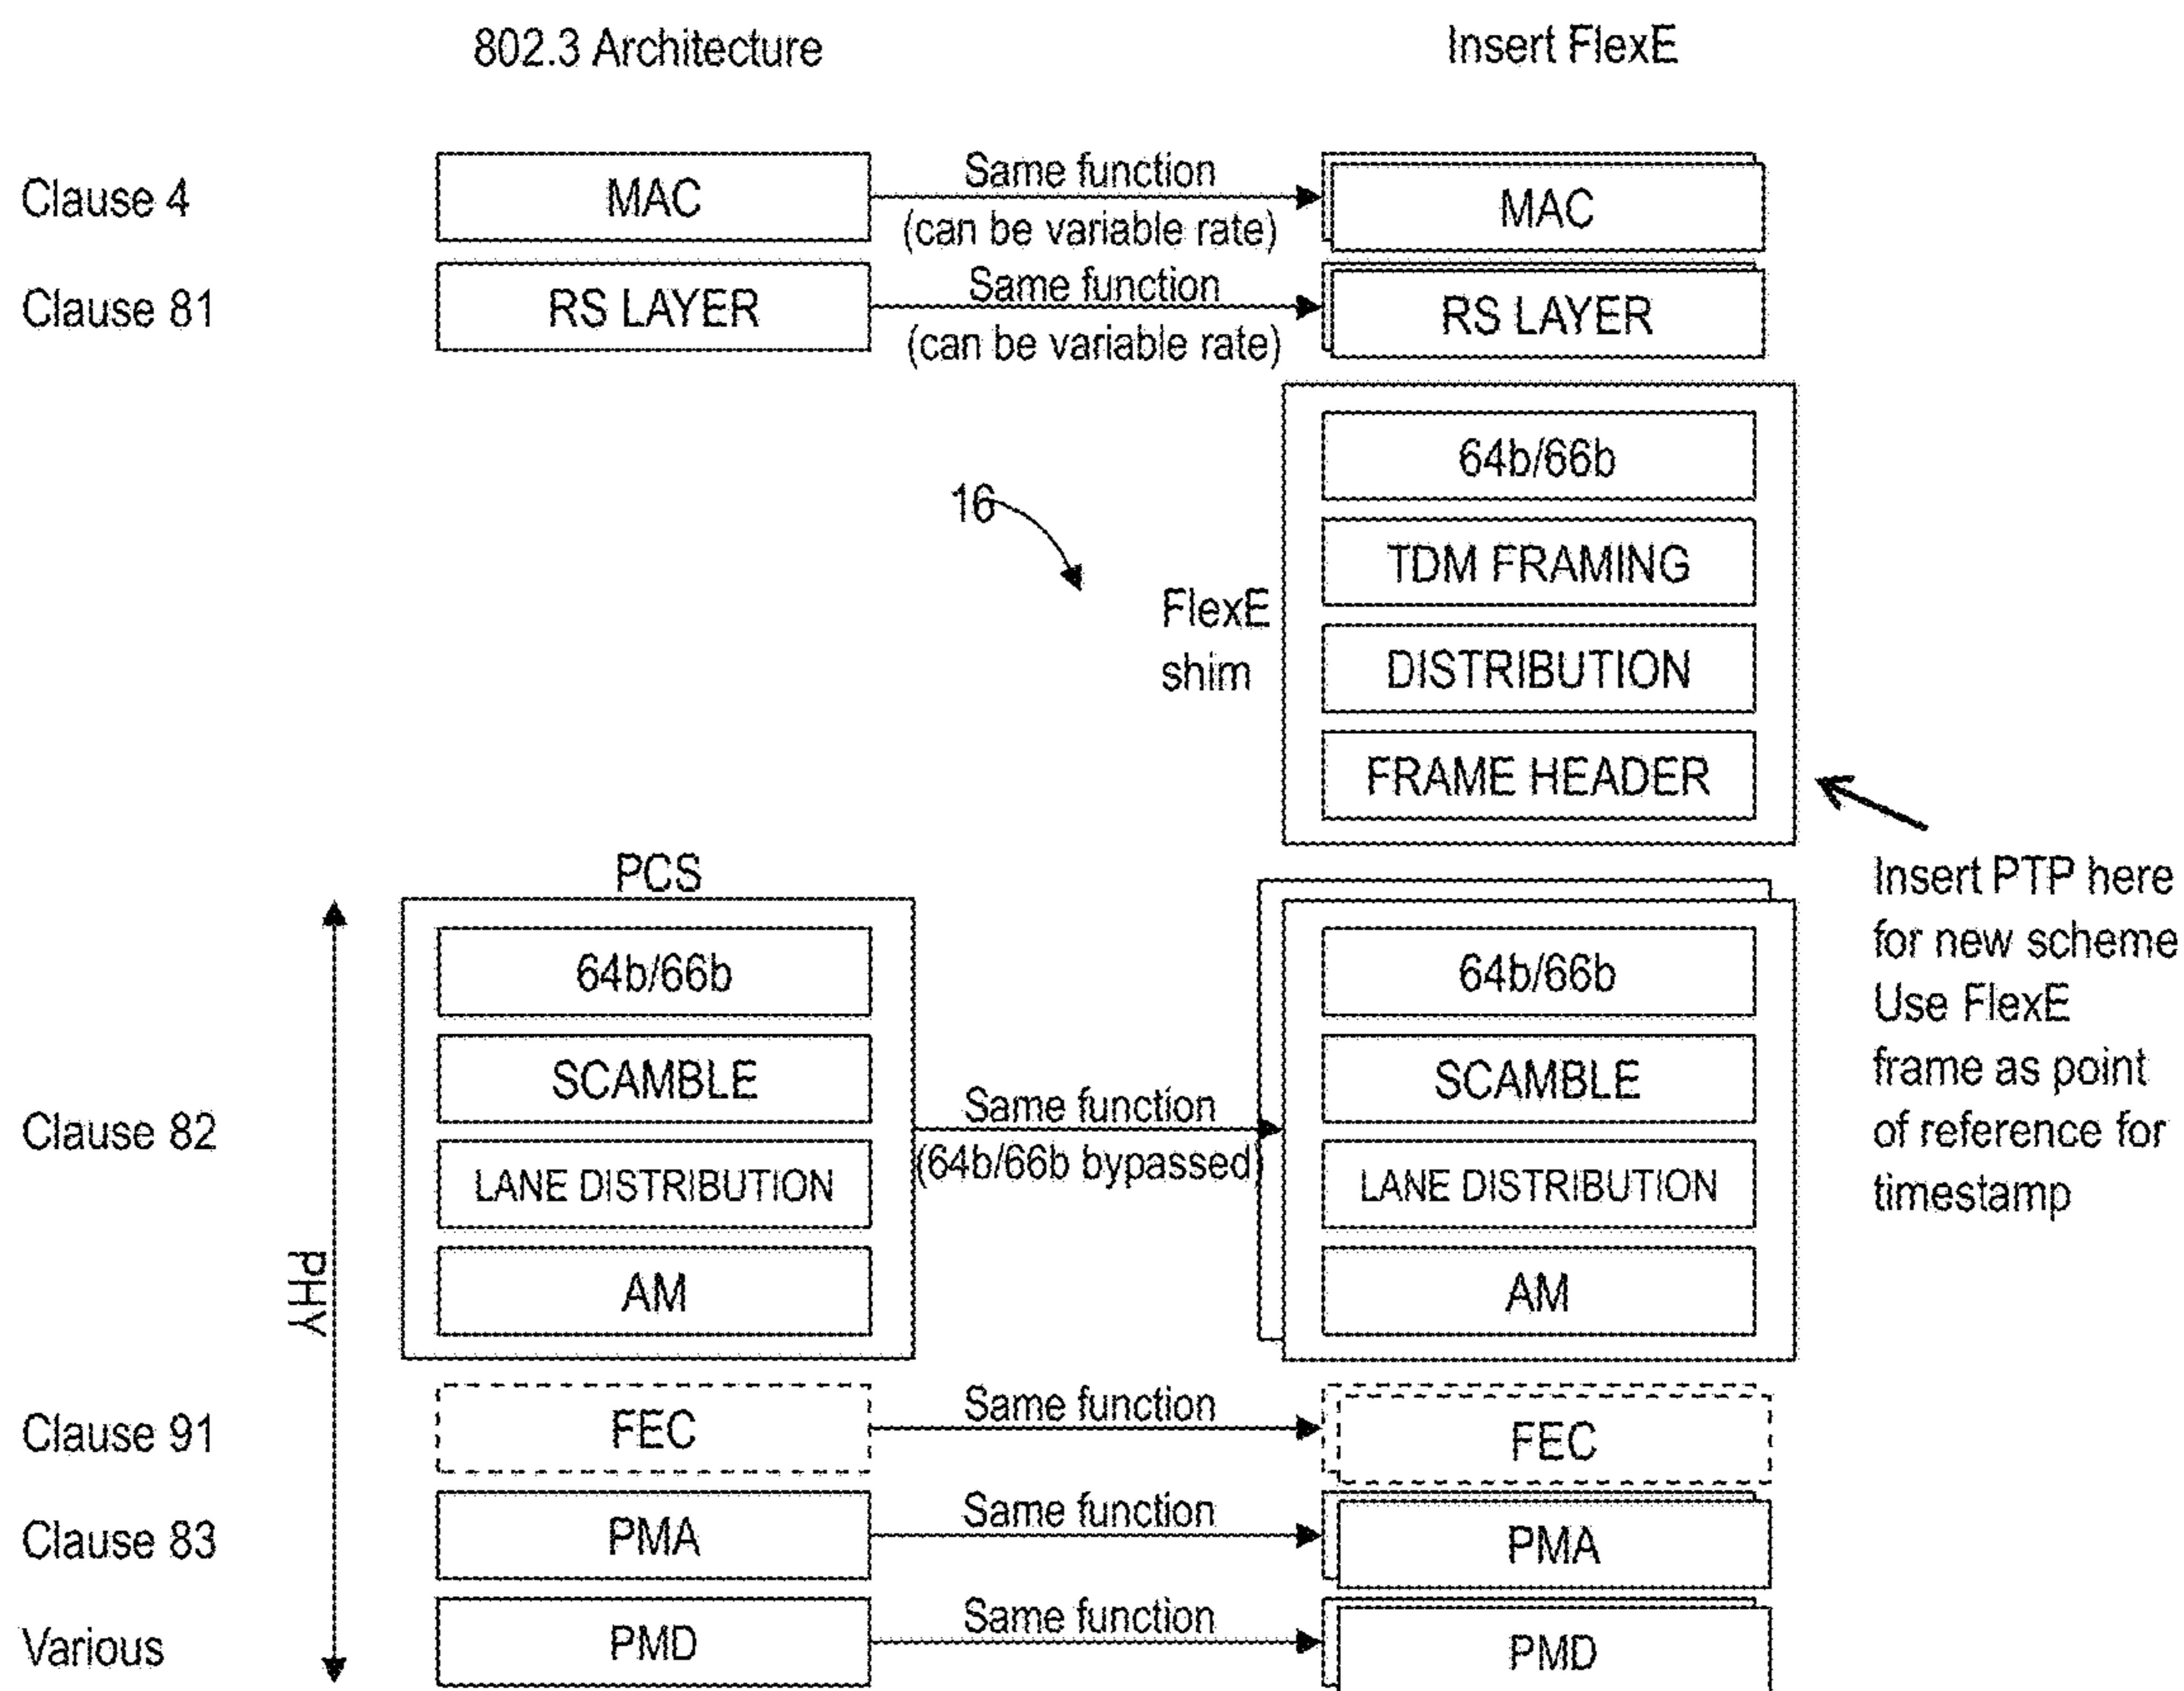 802.3 Architecture
Insert FlexE
Clause 4
MAC
Same function
(can be variable rate)
MAC
Clause 81
RS LAYER
Same function
(can be variable rate)
RS LAYER
16
FlexE
shim
64b/66b
TDM FRAMING
DISTRIBUTION
FRAME HEADER
Insert PTP here
for new scheme
Use FlexE
frame as point
of reference for
timestamp
PHY
PCS
Clause 82
64b/66b
SCAMBLE
LANE DISTRIBUTION
AM
Same function
(64b/66b bypassed)
64b/66b
SCAMBLE
LANE DISTRIBUTION
AM
Clause 91
FEC
Same function
FEC
Clause 83
PMA
Same function
PMA
Various
PMD
Same function
PMD